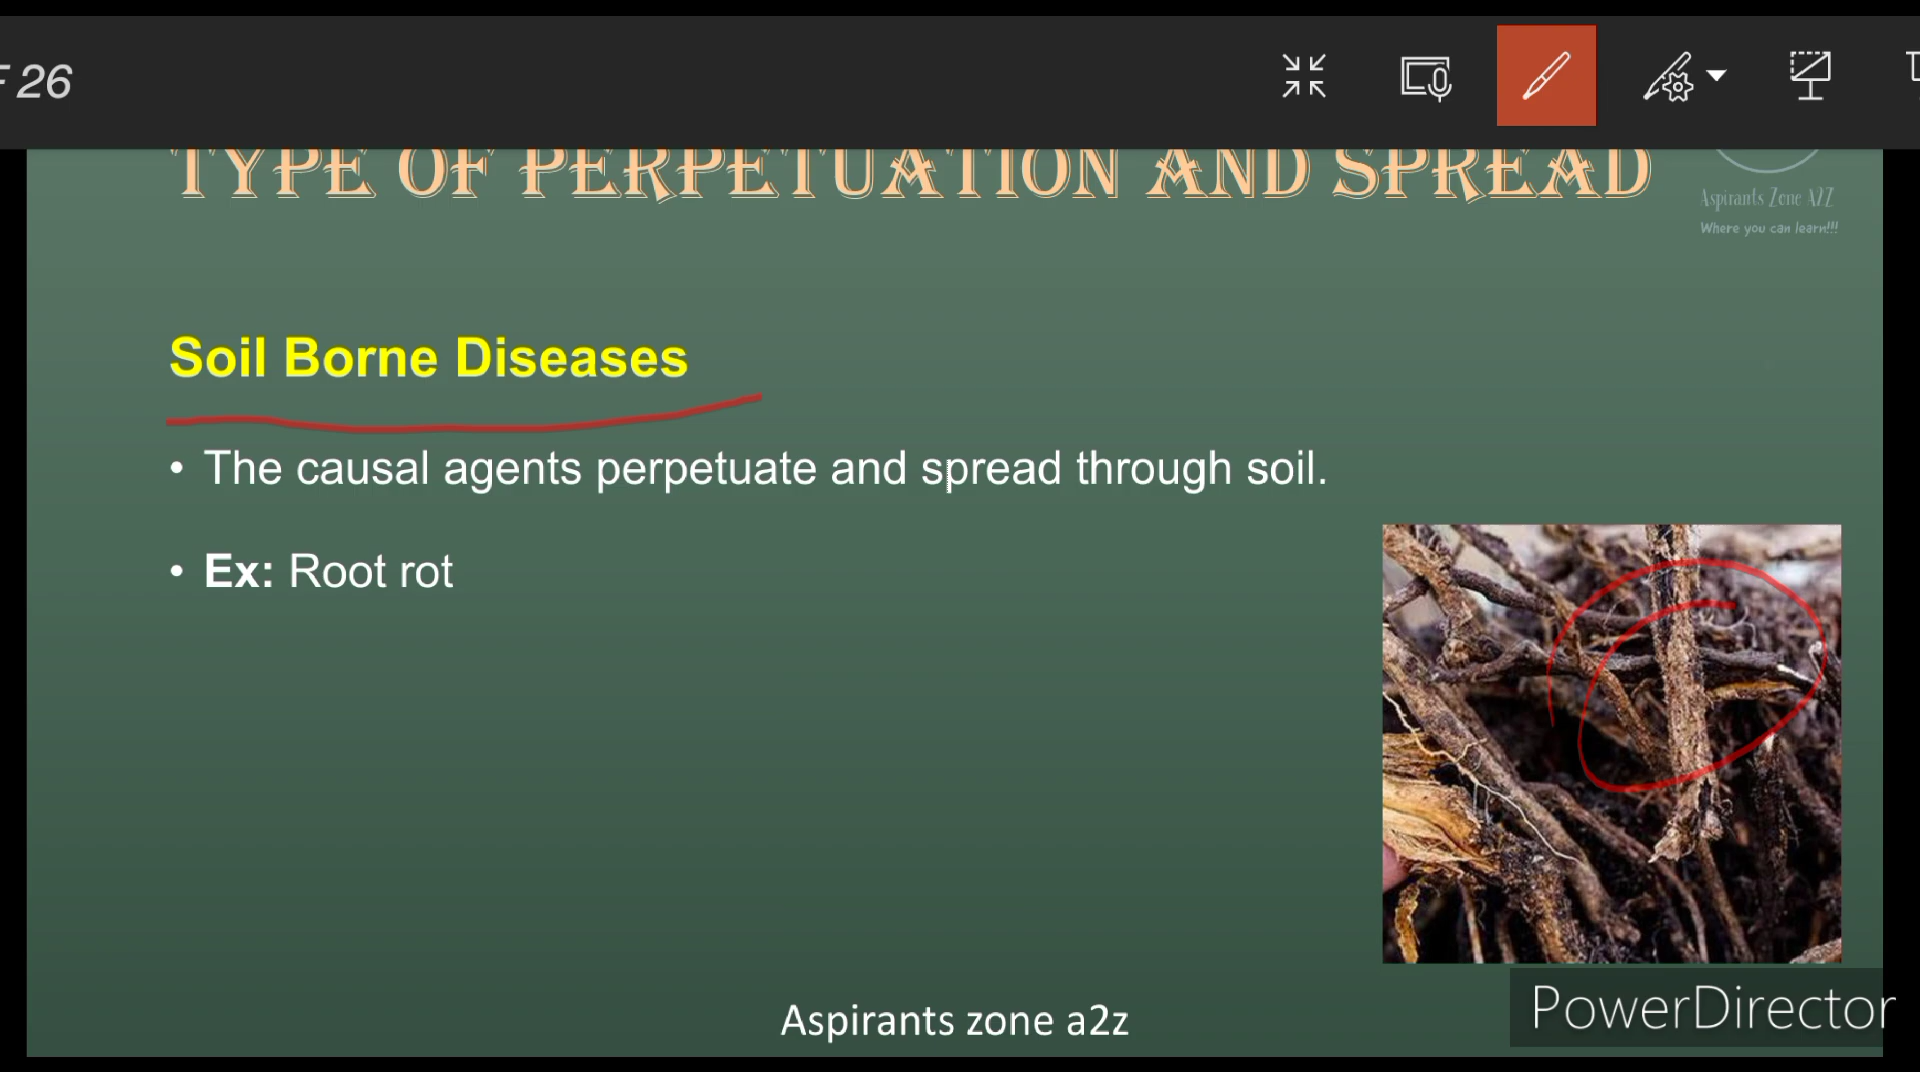 F 26
TYPE OF PERPETUATION AND SPREAD
Aspirants Zone A2Z
Where you can learn!!!
Soil Borne Diseases
• The causal agents perpetuate and spread through soil.
• Ex: Root rot
Aspirants zone a2z
PowerDirector